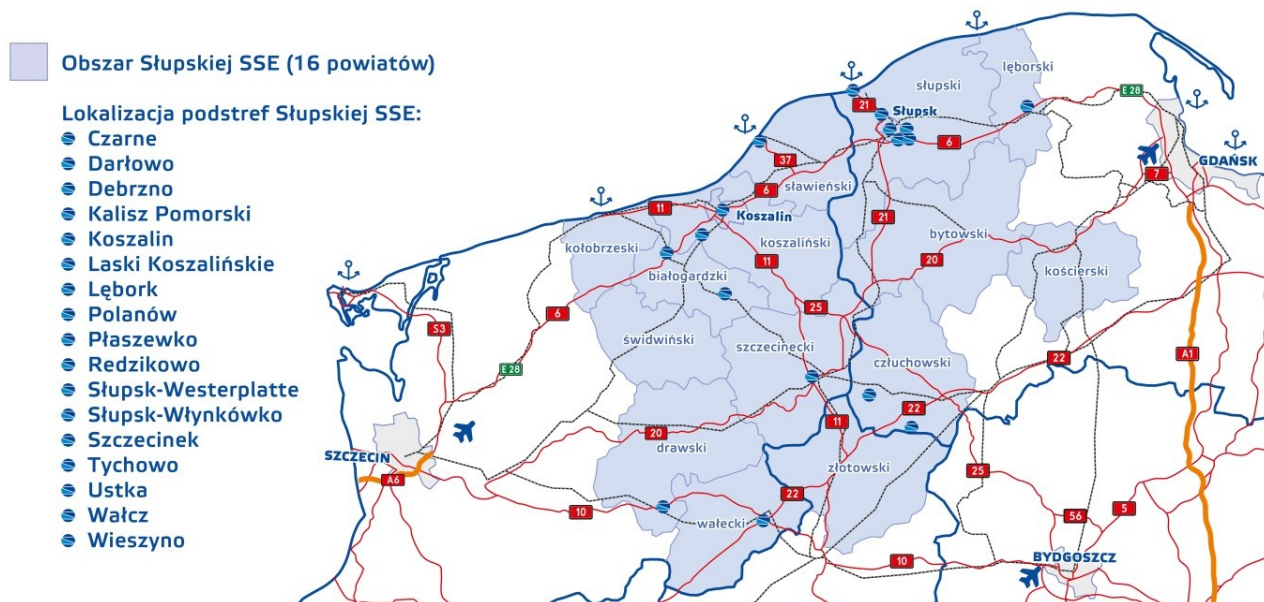 Obszar Słupskiej SSE (16 powiatów)
Lokalizacja podstref Słupskiej SSE:
Czarne
Darłowo
Debrzno
Kalisz Pomorski
Koszalin
Laski Koszalińskie
Lębork
Polanów
Płaszewko
Redzikowo
Słupsk-Westerplatte
Słupsk-Włynkówko
Szczecinek
Tychowo
Ustka
Wałcz
Wieszyno
lęborski
słupski
E 28
21
Słupsk
6
GDAŃSK
7
37
sławieński
6
11
Koszalin
21
kołobrzeski
koszaliński
bytowski
białogardzki
11
20
kościerski
25
6
S3
świdwiński
szczecinecki
A1
człuchowski
22
E 28
22
11
20
drawski
SZCZECIN
złotowski
25
A6
22
10
wałecki
56
5
BYDGOSZCZ
10